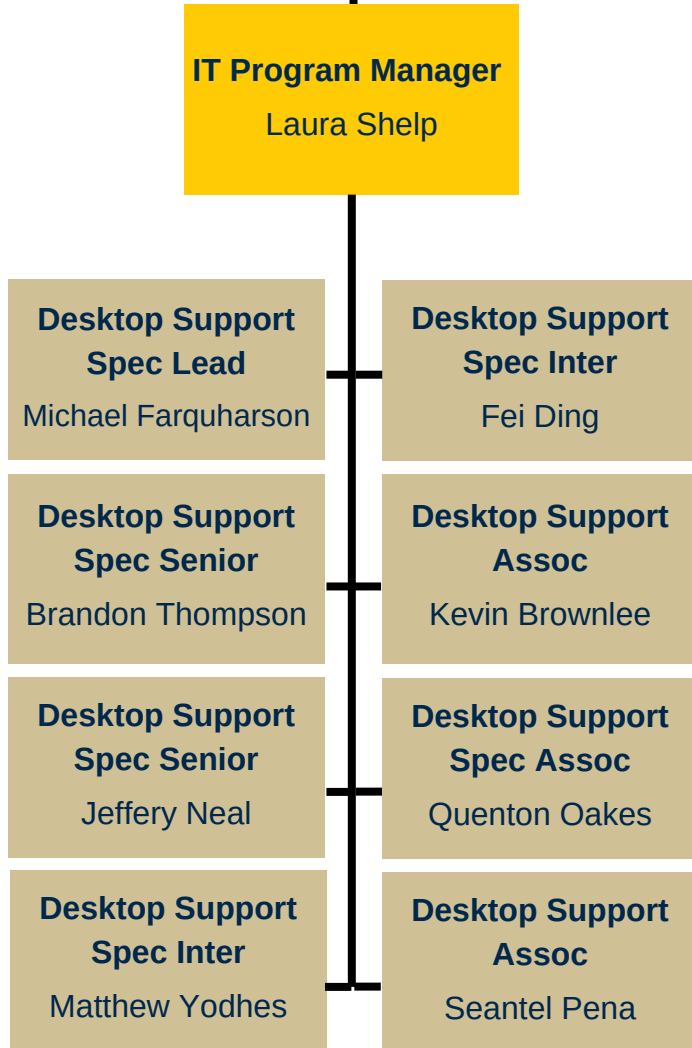 IT Program Manager
Laura Shelp
Desktop Support
Spec Lead
Michael Farquharson
Desktop Support
Spec Inter
Fei Ding
Desktop Support
Spec Senior
Brandon Thompson
Desktop Support
Assoc
Kevin Brownlee
Desktop Support
Spec Senior
Jeffery Neal
Desktop Support
Spec Assoc
Quenton Oakes
Desktop Support
Spec Inter
Matthew Yodhes
Desktop Support
Assoc
Seantel Pena